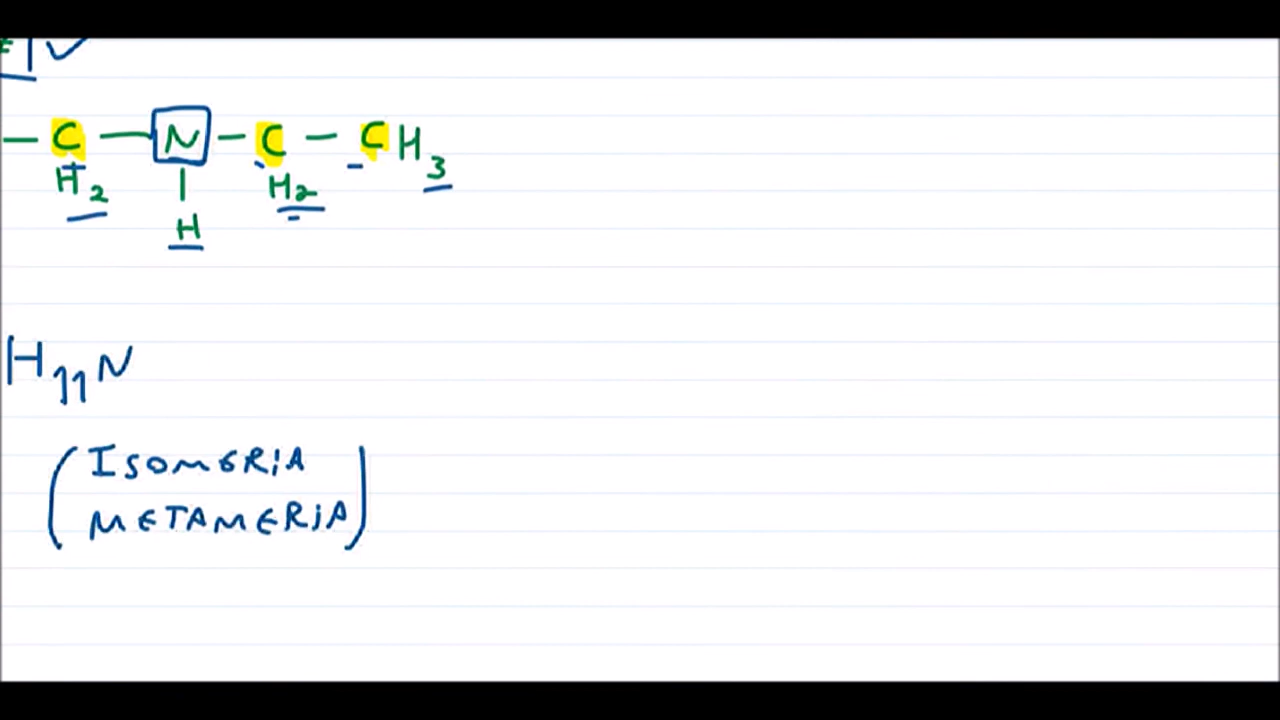 — C — N — C — CH3
H2 | H2
H
H11N
(ISOMERIA
METAMERIA)